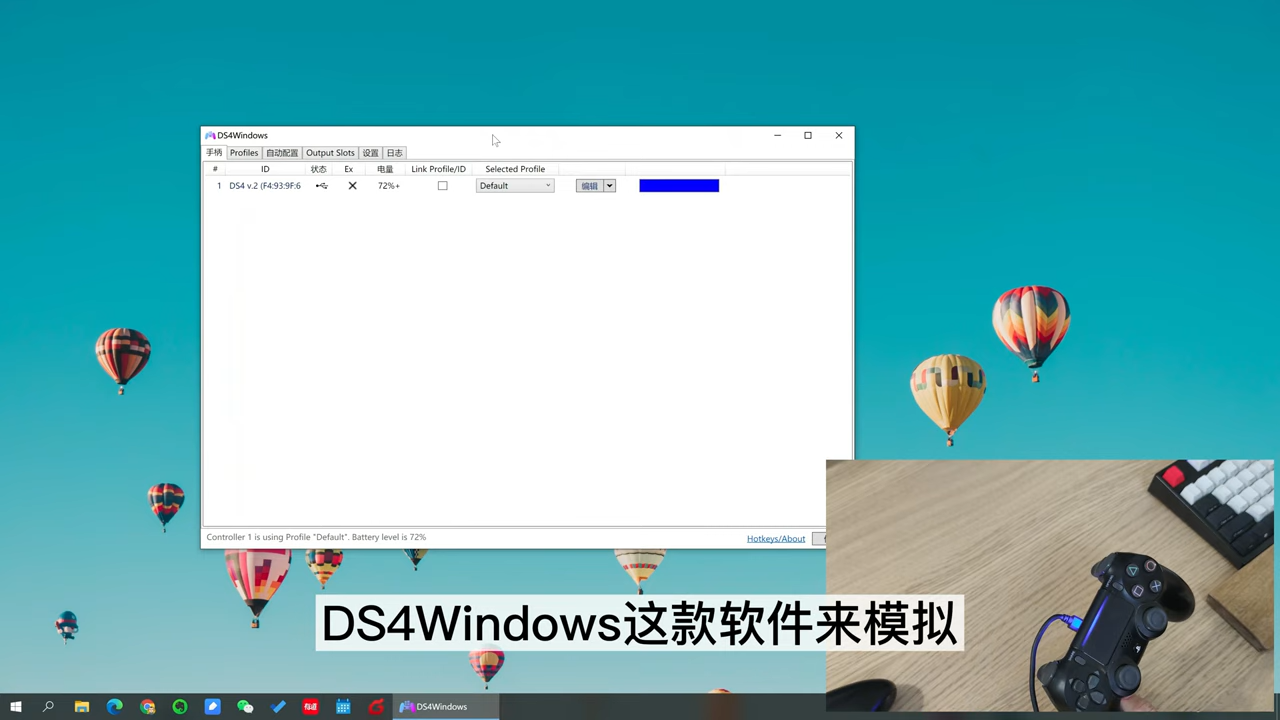 DS4Windows
手柄 Profiles 自动配置 Output Slots 设置 日志
# ID 状态 Ex 电量 Link Profile/ID Selected Profile
1 DS4 v.2 (F4:93:9F:6 72%+ Default 编辑
Controller 1 is using Profile "Default". Battery level is 72%
Hotkeys/About
DS4Windows这款软件来模拟
DS4Windows